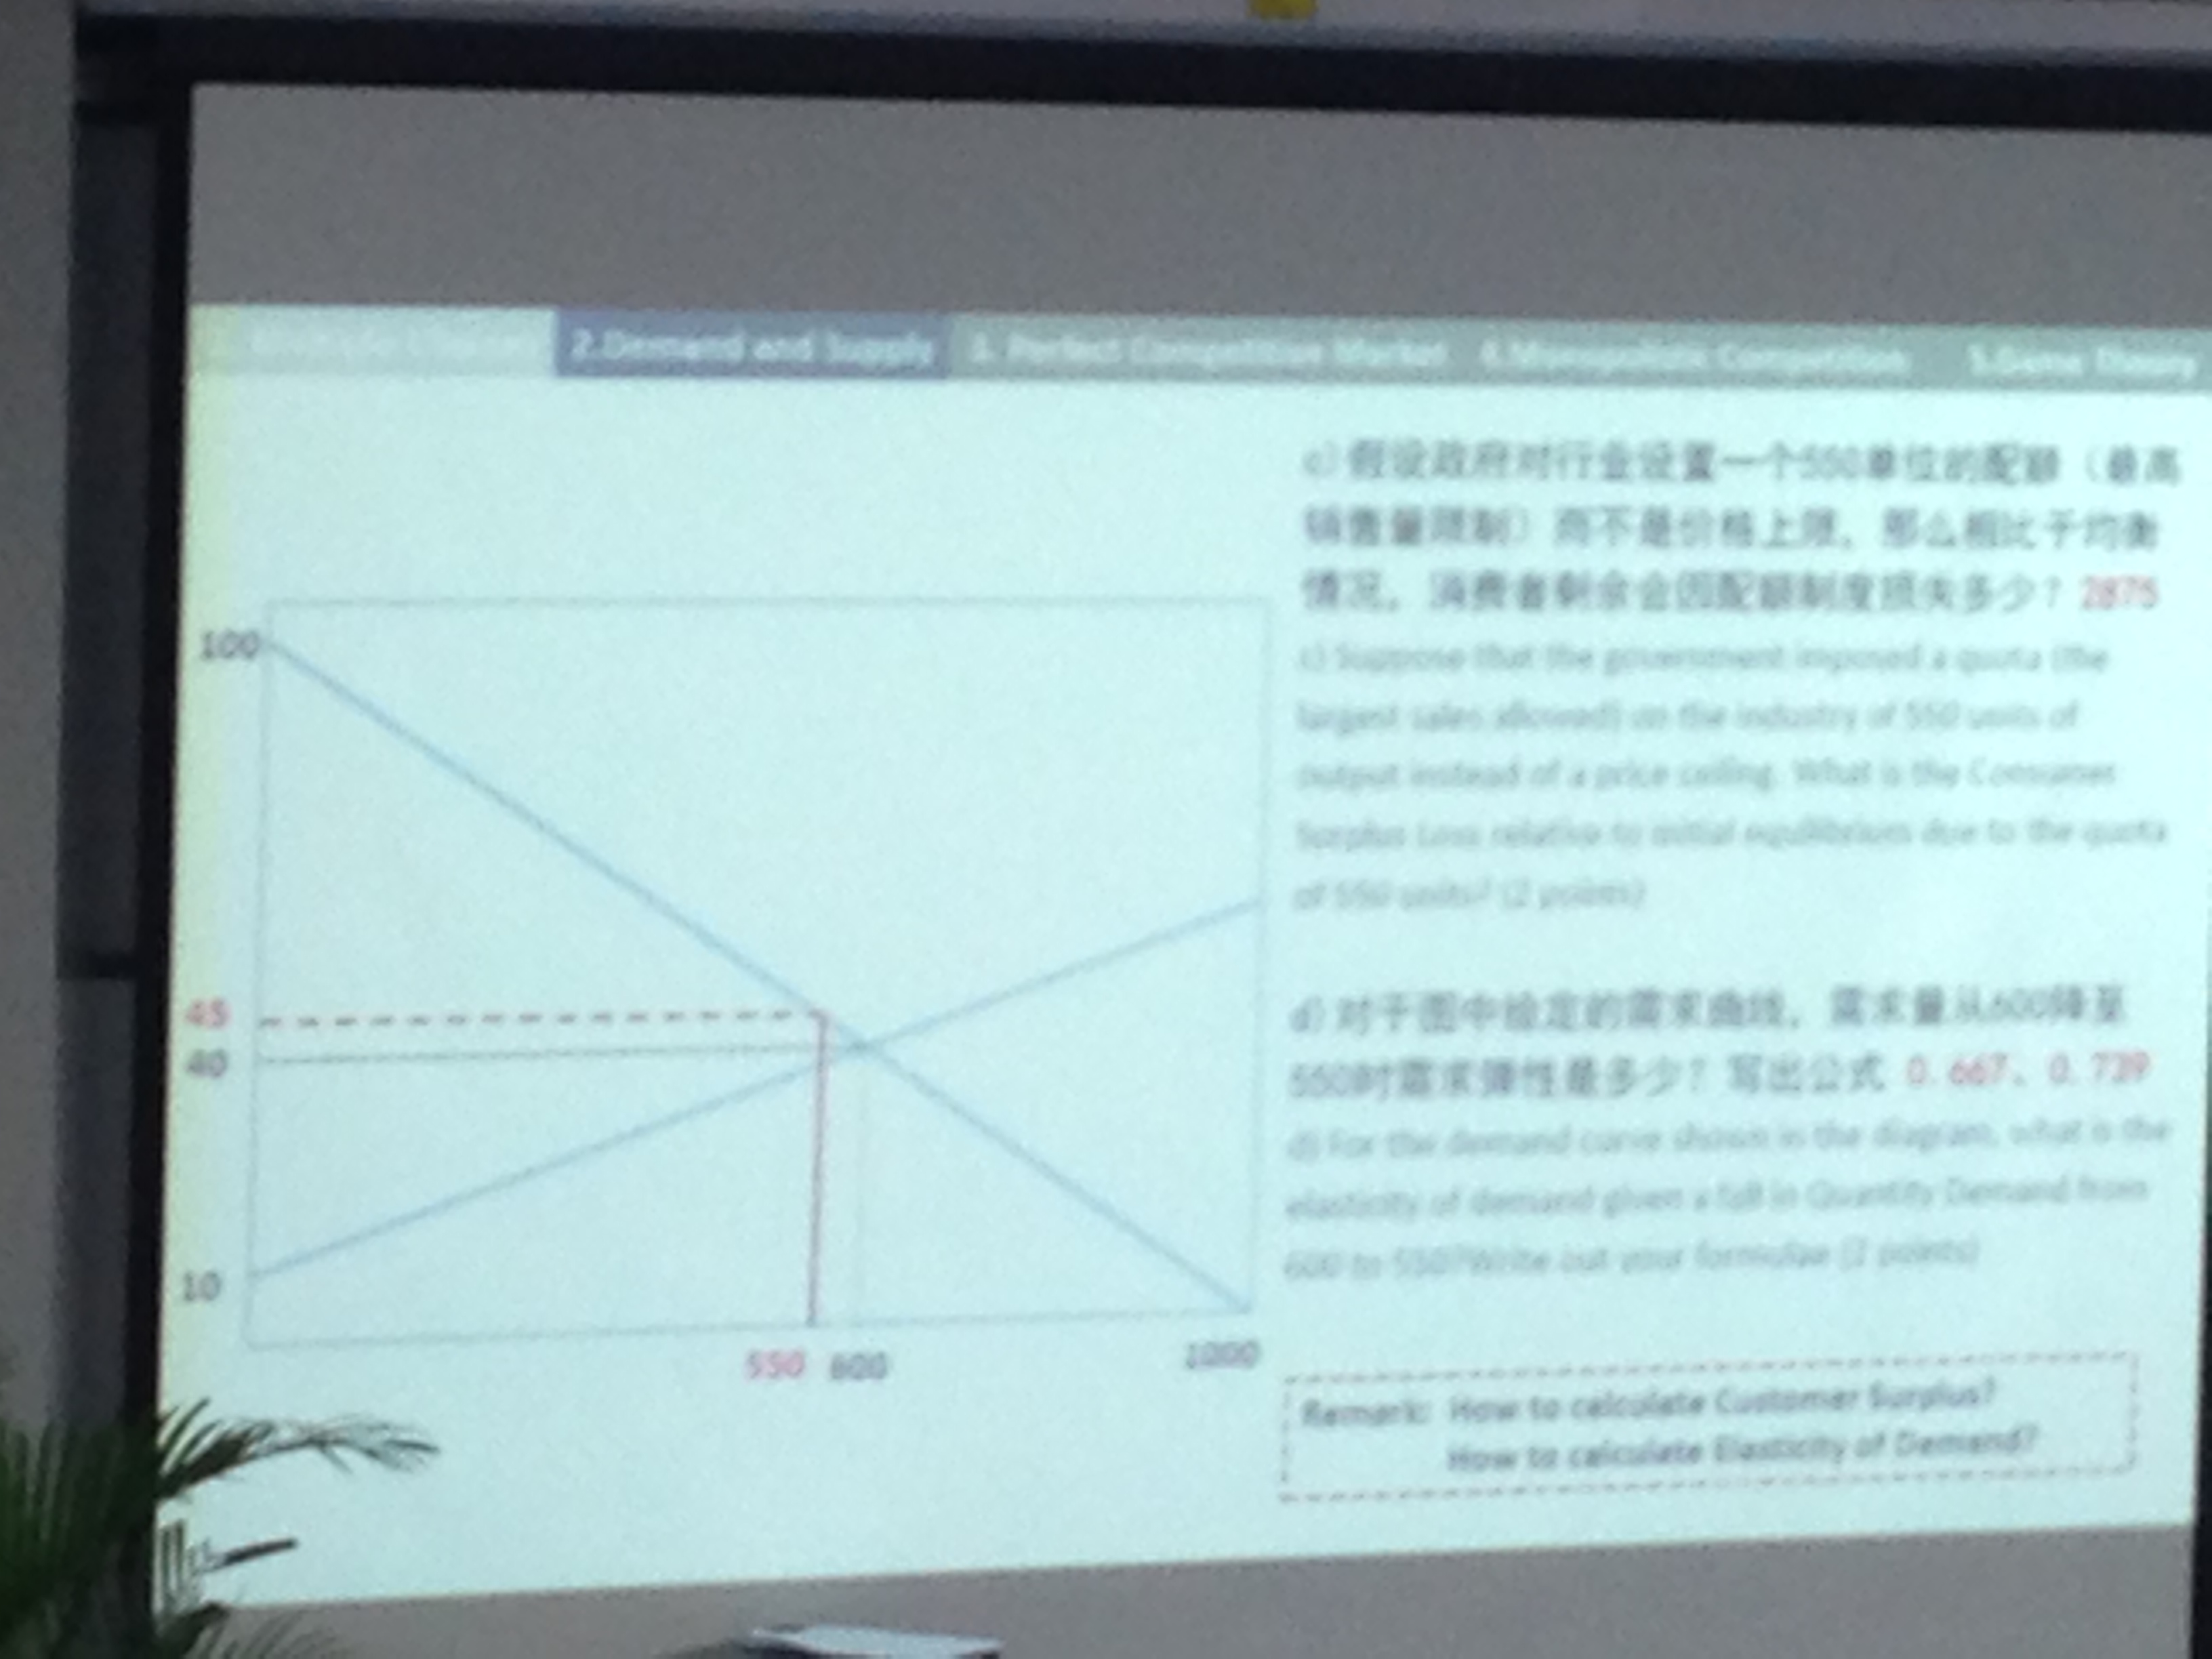 2.Demand and Supply
3. Perfect Competitive Market
4.Monopolistic Competition
5.Game Theory
100
45
40
10
550
600
1000
c) 假设政府对行业设置一个550单位的配额（最高
销售量限制）而不是价格上限，那么相比于均衡
情况，消费者剩余会因配额制度损失多少？2875
c) Suppose that the government imposed a quota (the
largest sales allowed) on the industry of 550 units of
output instead of a price ceiling. What is the Consumer
Surplus Loss relative to initial equilibrium due to the quota
of 550 units? (2 points)
d) 对于图中给定的需求曲线，需求量从600降至
550时需求弹性是多少？写出公式 0.667、0.739
d) For the demand curve shown in the diagram, what is the
elasticity of demand given a fall in Quantity Demand from
600 to 550?Write out your formulae (2 points)
Remark: How to calculate Customer Surplus?
How to calculate Elasticity of Demand?